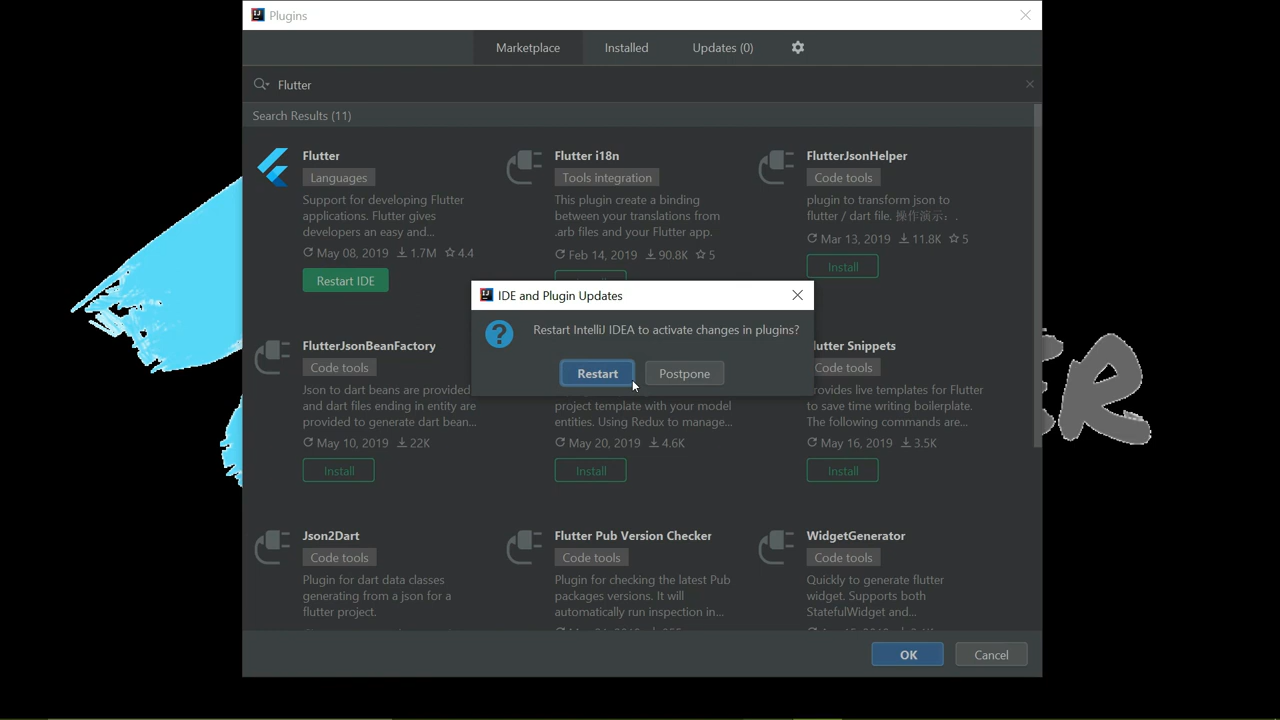 Plugins
Marketplace
Installed
Updates (0)
Flutter
Search Results (11)
Flutter
Languages
Support for developing Flutter
applications. Flutter gives
developers an easy and...
May 08, 2019 1.7M 4.4
Restart IDE
Flutter i18n
Tools integration
This plugin create a binding
between your translations from
.arb files and your Flutter app.
Feb 14, 2019 90.8K 5
FlutterJsonHelper
Code tools
plugin to transform json to
flutter / dart file. 操作演示: .
Mar 13, 2019 11.8K 5
Install
IDE and Plugin Updates
Restart IntelliJ IDEA to activate changes in plugins?
Restart
Postpone
FlutterJsonBeanFactory
Code tools
Json to dart beans are provided
and dart files ending in entity are
provided to generate dart bean...
May 10, 2019 22K
Install
project template with your model
entities. Using Redux to manage...
May 20, 2019 4.6K
Install
lutter Snippets
Code tools
rovides live templates for Flutter
to save time writing boilerplate.
The following commands are...
May 16, 2019 3.5K
Install
Json2Dart
Code tools
Plugin for dart data classes
generating from a json for a
flutter project.
Flutter Pub Version Checker
Code tools
Plugin for checking the latest Pub
packages versions. It will
automatically run inspection in...
WidgetGenerator
Code tools
Quickly to generate flutter
widget. Supports both
StatefulWidget and...
OK
Cancel
ER